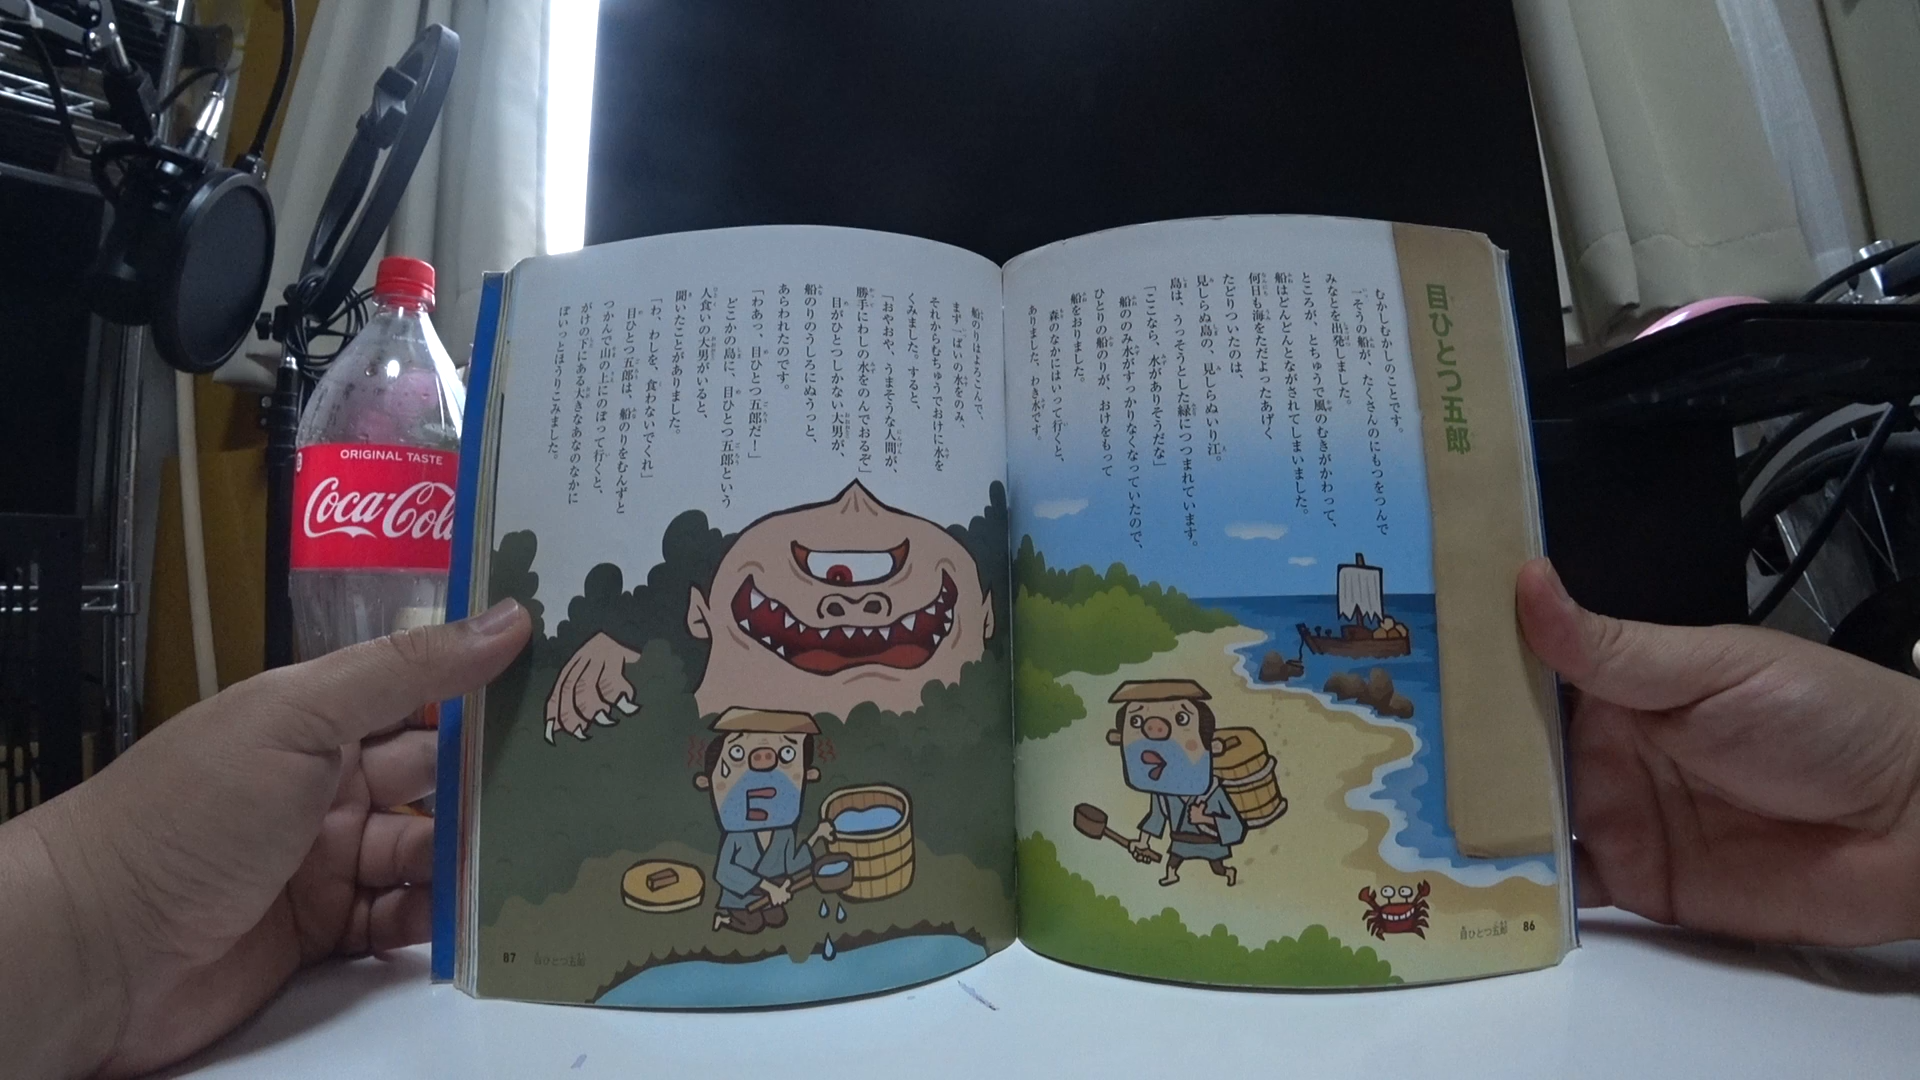 目ひとつ五郎
むかしむかしのことです。
一そうの船が、たくさんのにもつをつんで
みなとを出発しました。
ところが、とちゅうで風のむきがかわって、
船はどんどんとながされてしまいました。
何日も海をただよったあげく
たどりついたのは、
見しらぬ島の、見しらぬいり江。
島は、うっそうとした緑につつまれています。
「ここなら、水がありそうだな」
船ののみ水がすっかりなくなっていたので、
ひとりの船のりが、おけをもって
船をおりました。
森のなかにはいって行くと、
ありました、わき水です。
86
目ひとつ五郎
船のりはよろこんで、
まず一ぱいの水をのみ、
それからむちゅうでおけに水を
くみました。すると、
「おやおや、うまそうな人間が、
勝手にわしの水をのんでおるぞ」
目がひとつしかない大男が、
船のりのうしろにぬうっと、
あらわれたのです。
「わあっ、目ひとつ五郎だー！」
どこかの島に、目ひとつ五郎という
人食いの大男がいると、
聞いたことがありました。
「わ、わしを、食わないでくれ」
目ひとつ五郎は、船のりをむんずと
つかんで山の上にのぼって行くと、
がけの下にある大きなあなのなかに
ぽいっとほうりこみました。
87
目ひとつ五郎
ORIGINAL TASTE
Coca-Cola